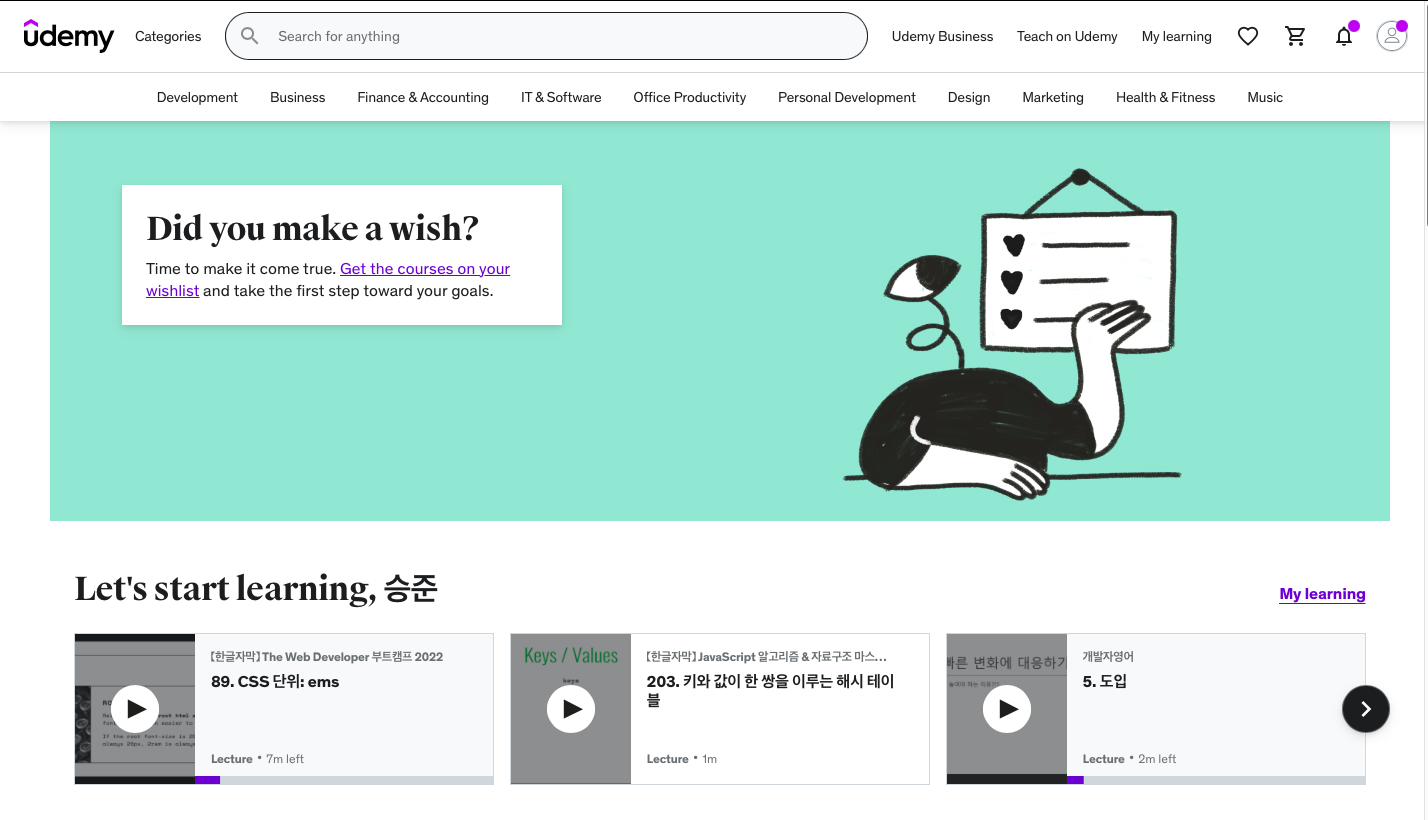 udemy
Categories
Search for anything
Udemy Business
Teach on Udemy
My learning
Development
Business
Finance & Accounting
IT & Software
Office Productivity
Personal Development
Design
Marketing
Health & Fitness
Music
Did you make a wish?
Time to make it come true. Get the courses on your
wishlist and take the first step toward your goals.
Let's start learning, 승준
My learning
【한글자막】The Web Developer 부트캠프 2022
89. CSS 단위: ems
Lecture • 7m left
Keys / Values
keys
【한글자막】JavaScript 알고리즘 & 자료구조 마스…
203. 키와 값이 한 쌍을 이루는 해시 테이
블
Lecture • 1m
빠른 변화에 대응하기
개발자영어
5. 도입
Lecture • 2m left